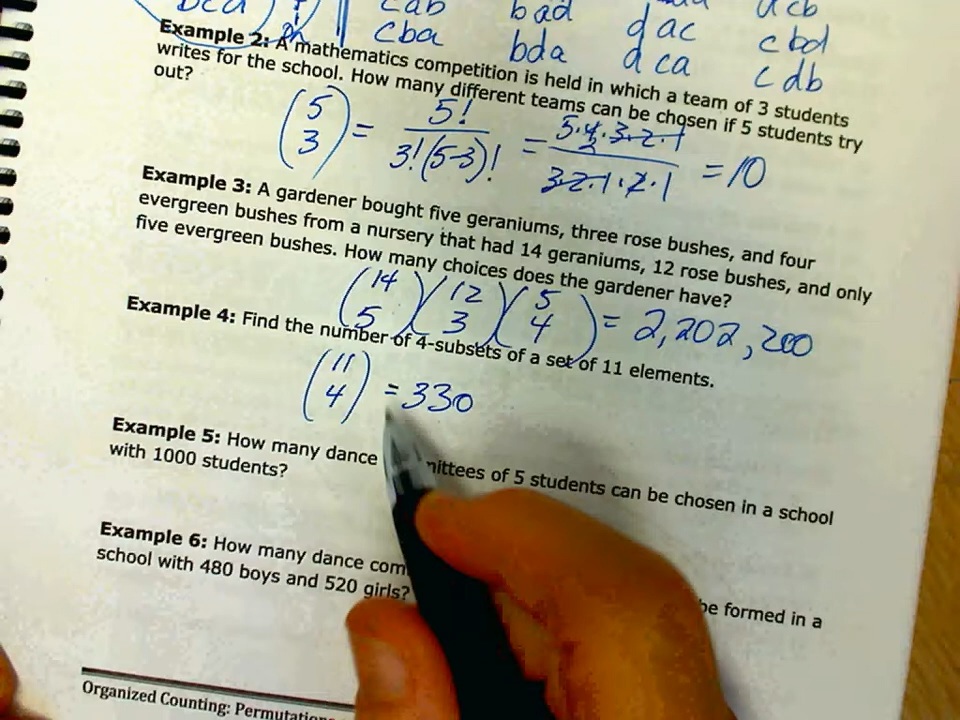 bca cab bad acb
cba bda dac cbd
dca cdb
Example 2: A mathematics competition is held in which a team of 3 students
writes for the school. How many different teams can be chosen if 5 students try
out?
(5 3) = 5! / 3!(5-3)! = 5·4·3·2·1 / 3·2·1·2·1 = 10
Example 3: A gardener bought five geraniums, three rose bushes, and four
evergreen bushes from a nursery that had 14 geraniums, 12 rose bushes, and only
five evergreen bushes. How many choices does the gardener have?
(14 5)(12 3)(5 4) = 2,202,200
Example 4: Find the number of 4-subsets of a set of 11 elements.
(11 4) = 330
Example 5: How many dance mittees of 5 students can be chosen in a school
with 1000 students?
Example 6: How many dance com be formed in a
school with 480 boys and 520 girls?
Organized Counting: Permutatio